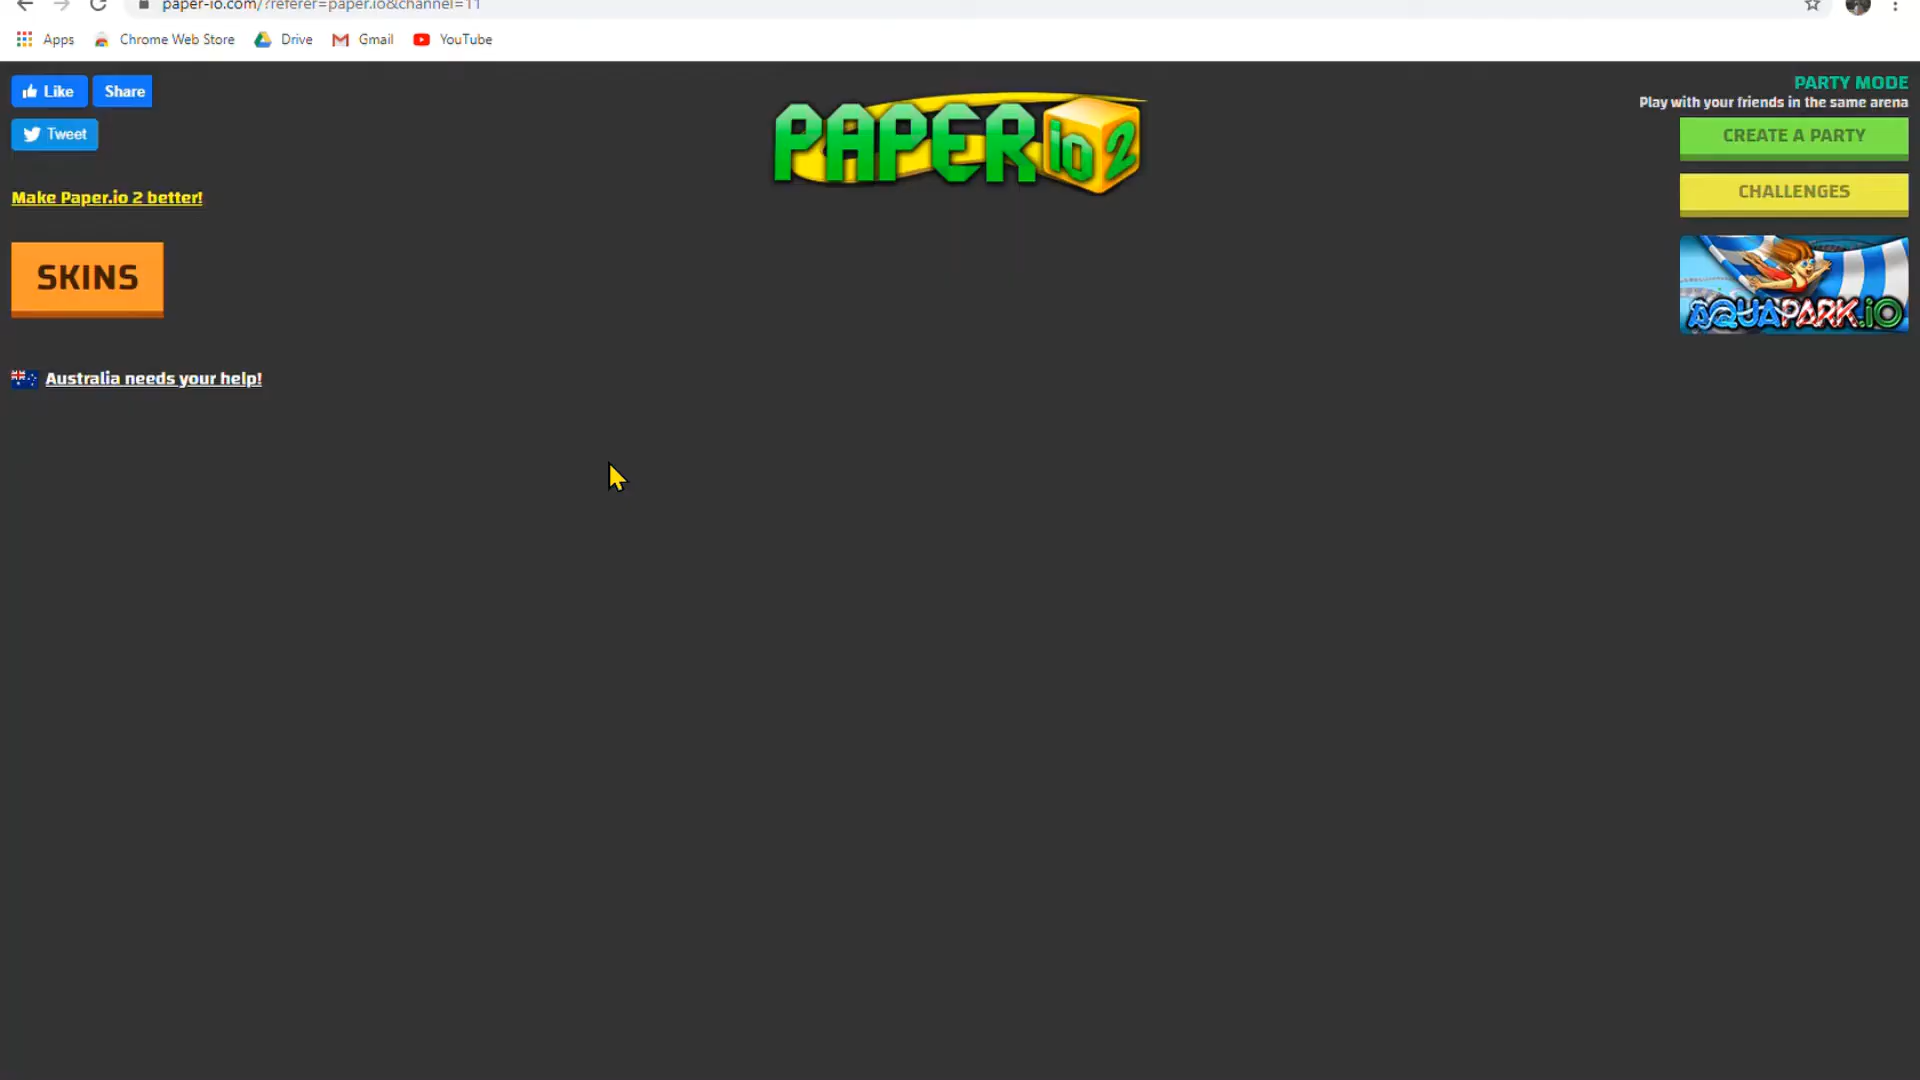 paper-io.com/?referer=paper.io&channel=11
Apps
Chrome Web Store
Drive
Gmail
YouTube
Like
Share
Tweet
Make Paper.io 2 better!
SKINS
Australia needs your help!
PAPER io 2
PARTY MODE
Play with your friends in the same arena
CREATE A PARTY
CHALLENGES
AQUAPARK.iO